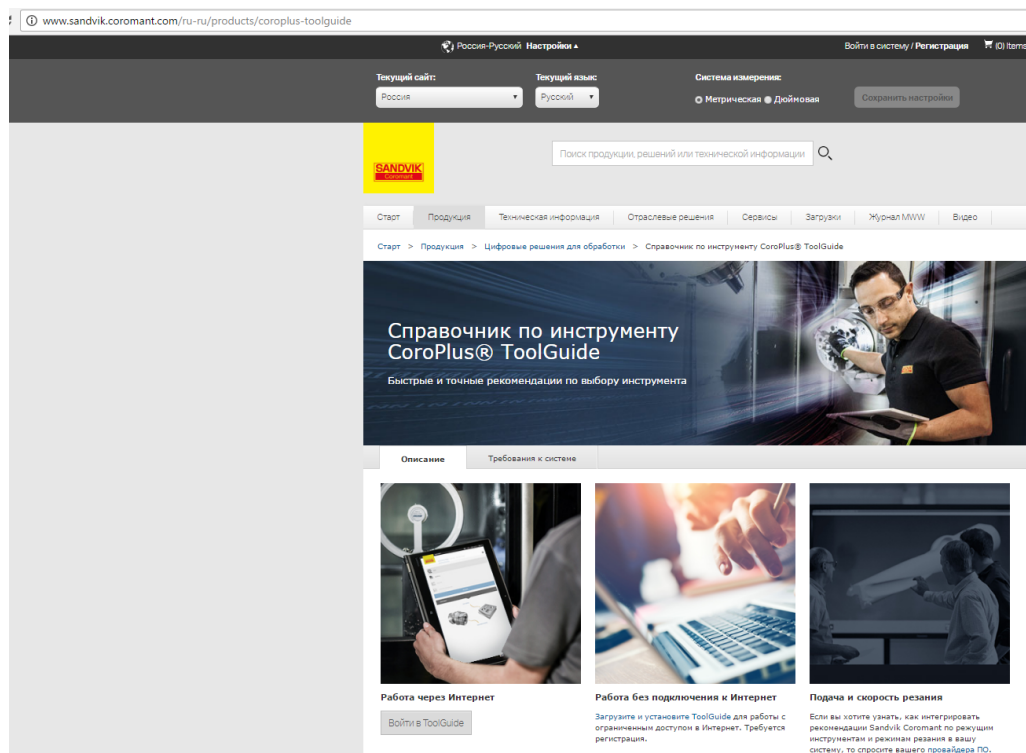 www.sandvik.coromant.com/ru-ru/products/coroplus-toolguide
Россия-Русский Настройки
Войти в систему / Регистрация (0) Items
Текущий сайт: Текущий язык: Система измерения:
Россия Русский Метрическая Дюймовая Сохранить настройки
SANDVIK
Coromant
Поиск продукции, решений или технической информации
Старт Продукция Техническая информация Отраслевые решения Сервисы Загрузки Журнал MWW Видео
Старт > Продукция > Цифровые решения для обработки > Справочник по инструменту CoroPlus® ToolGuide
Справочник по инструменту
CoroPlus® ToolGuide
Быстрые и точные рекомендации по выбору инструмента
Описание Требования к системе
Работа через Интернет
Войти в ToolGuide
Работа без подключения к Интернет
Загрузите и установите ToolGuide для работы с
ограниченным доступом в Интернет. Требуется
регистрация.
Подача и скорость резания
Если вы хотите узнать, как интегрировать
рекомендации Sandvik Coromant по режущим
инструментам и режимам резания в вашу
систему, то спросите вашего провайдера ПО.